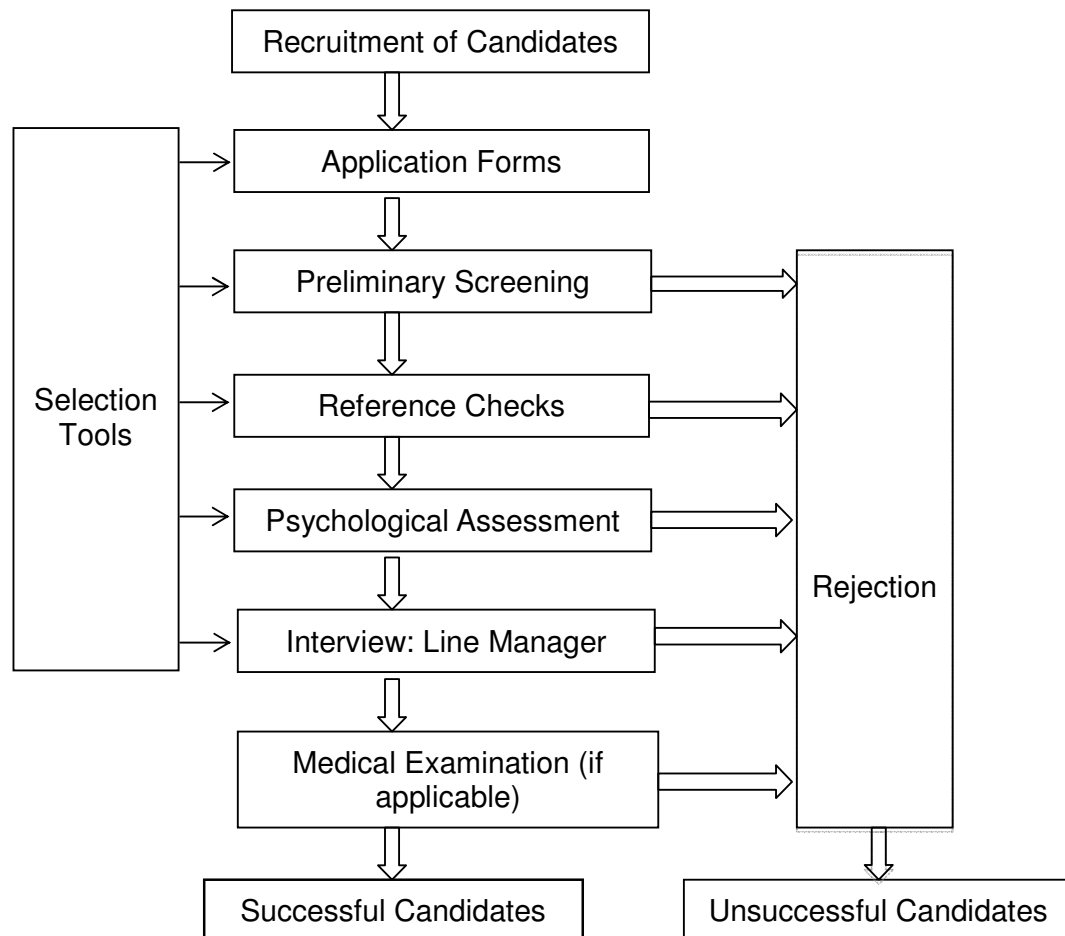 Recruitment of Candidates
Application Forms
Preliminary Screening
Reference Checks
Selection
Tools
Psychological Assessment
Rejection
Interview: Line Manager
Medical Examination (if
applicable)
Successful Candidates
Unsuccessful Candidates